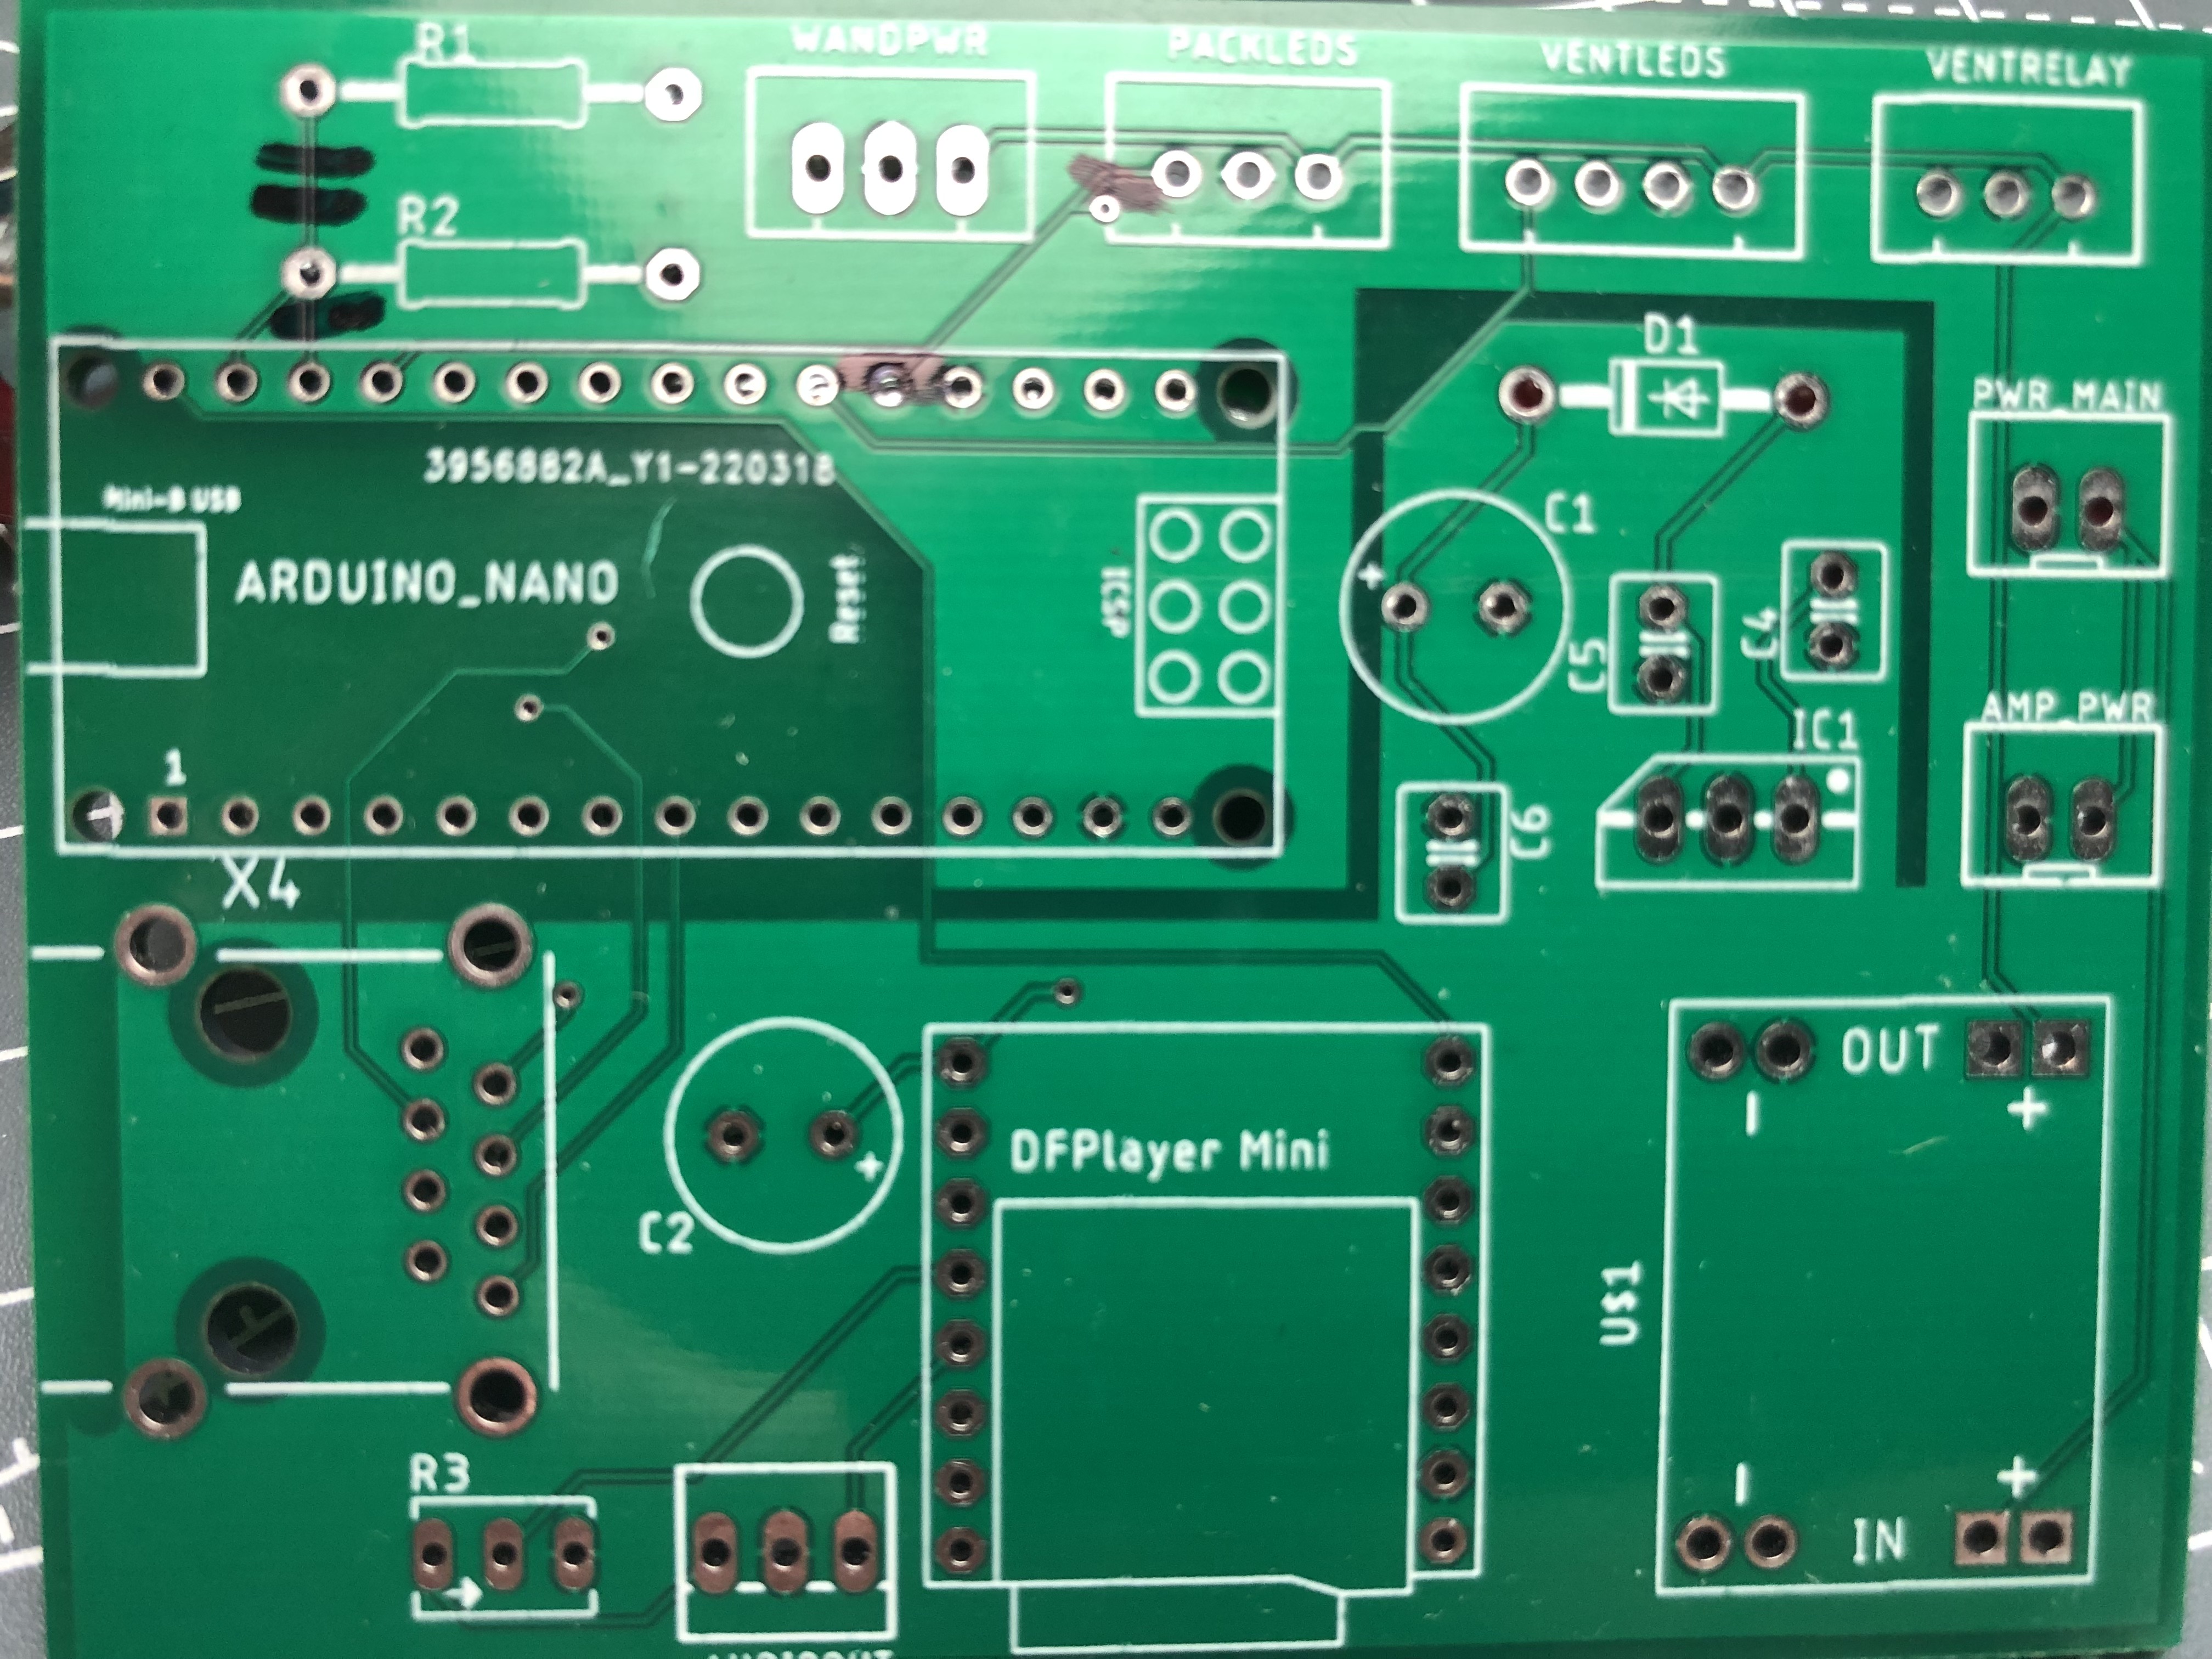 R1
WANDPWR
PACKLEDS
VENTLEDS
VENTRELAY
R2
D1
PWR_MAIN
3956882A_Y1-220318
Mini-B USB
ARDUINO_NANO
Reset
ICSP
+
C1
C5
C4
1
AMP_PWR
IC1
C6
X4
OUT
-
+
DFPlayer Mini
+
C2
U$1
R3
-
+
IN